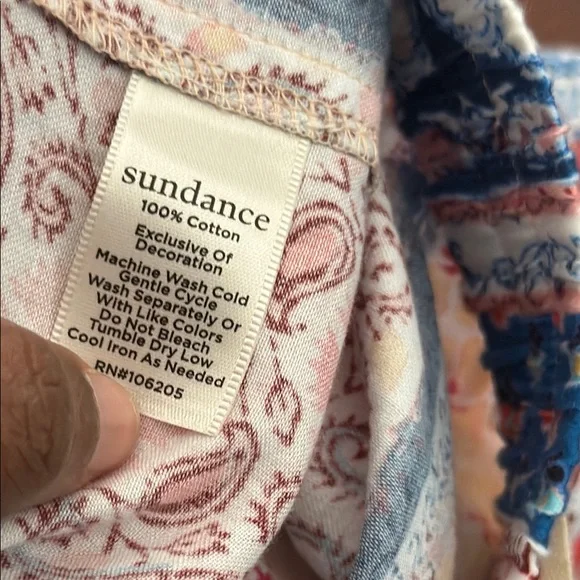 sundance
100% Cotton
Exclusive Of
Decoration
Machine Wash Cold
Gentle Cycle
Wash Separately Or
With Like Colors
Do Not Bleach
Tumble Dry Low
Cool Iron As Needed
RN#106205